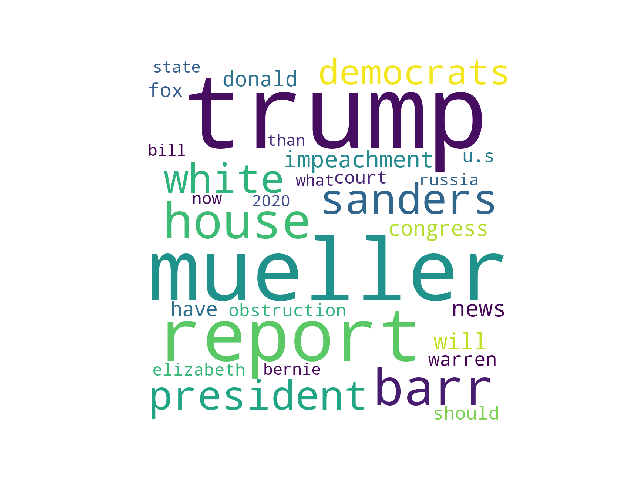 state
donald
democrats
fox
trump
than
bill
impeachment
u.s
white
what
court
russia
now
2020
sanders
house
congress
mueller
have
obstruction
news
report
will
warren
elizabeth
bernie
president
barr
should